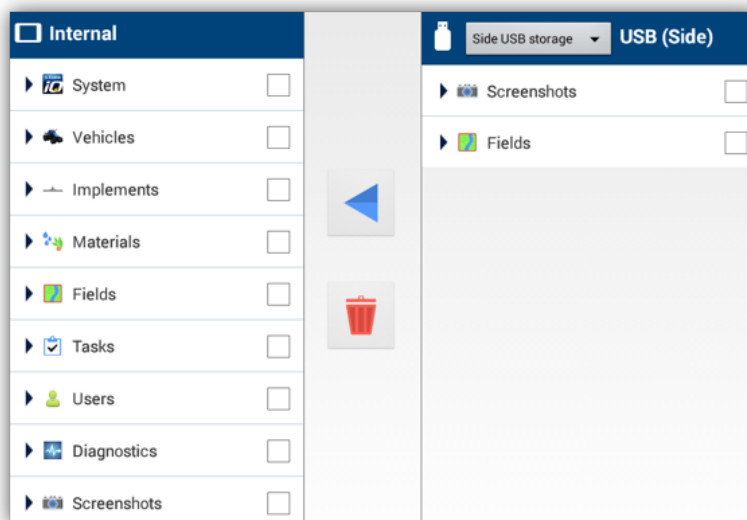 Internal
System
Vehicles
Implements
Materials
Fields
Tasks
Users
Diagnostics
Screenshots
Side USB storage
USB (Side)
Screenshots
Fields